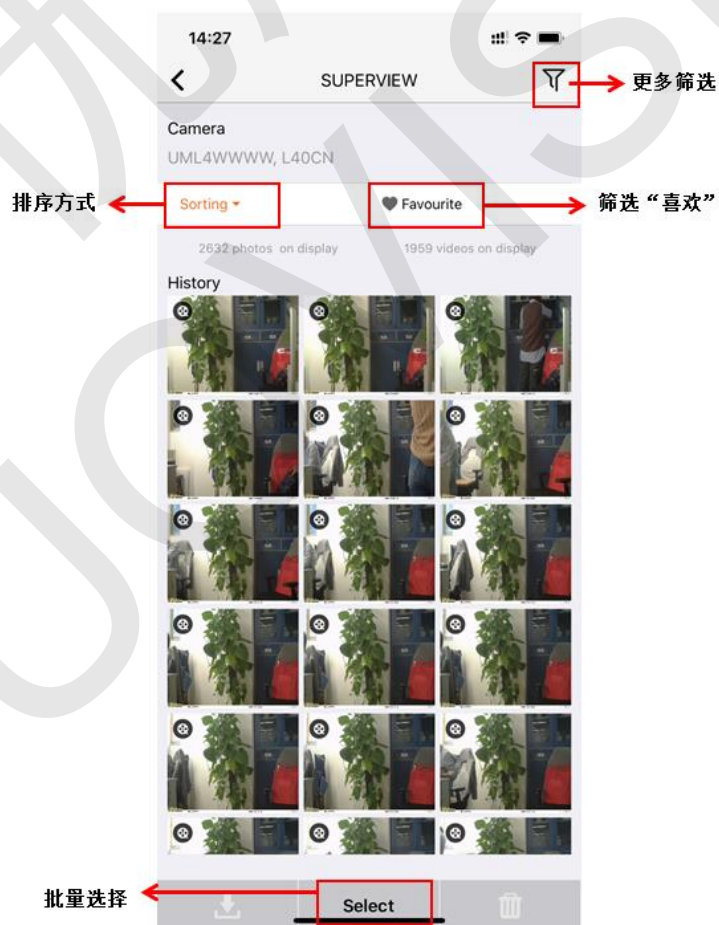 14:27
SUPERVIEW
更多筛选
Camera
UML4WWWW, L40CN
排序方式
Sorting
Favourite
筛选“喜欢”
2632 photos on display
1959 videos on display
History
批量选择
Select